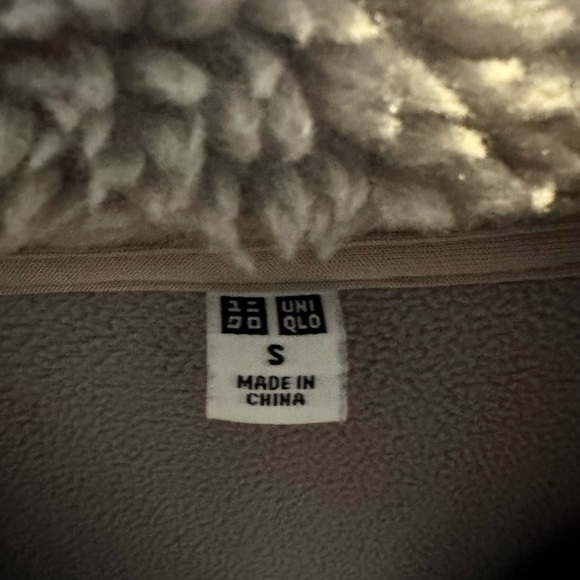 ユニ UNI
クロ QLO
S
MADE IN
CHINA